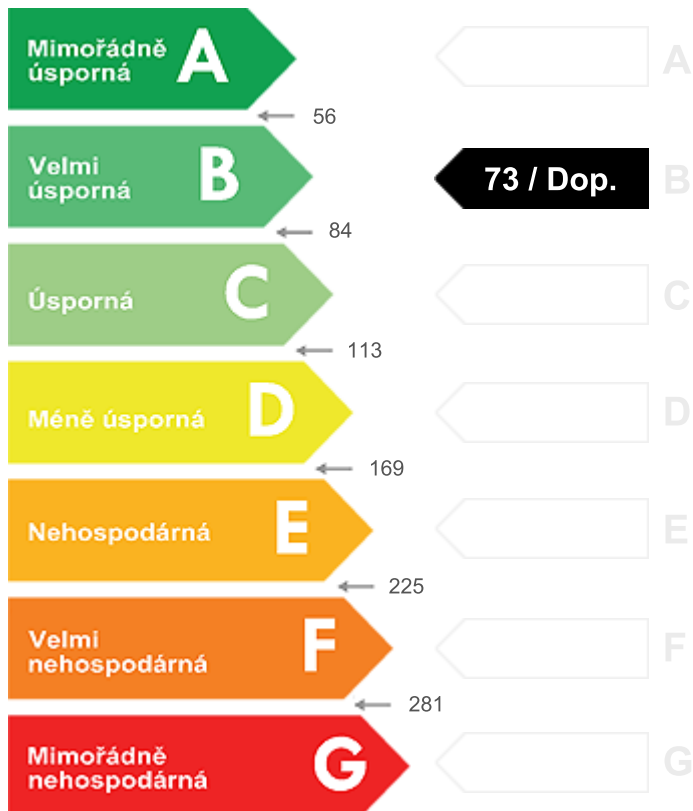 Mimořádně
úsporná
A
A
56
Velmi
úsporná
B
73 / Dop.
B
84
Úsporná
C
C
113
Méně úsporná
D
D
169
Nehospodárná
E
E
225
Velmi
nehospodárná
F
F
281
Mimořádně
nehospodárná
G
G